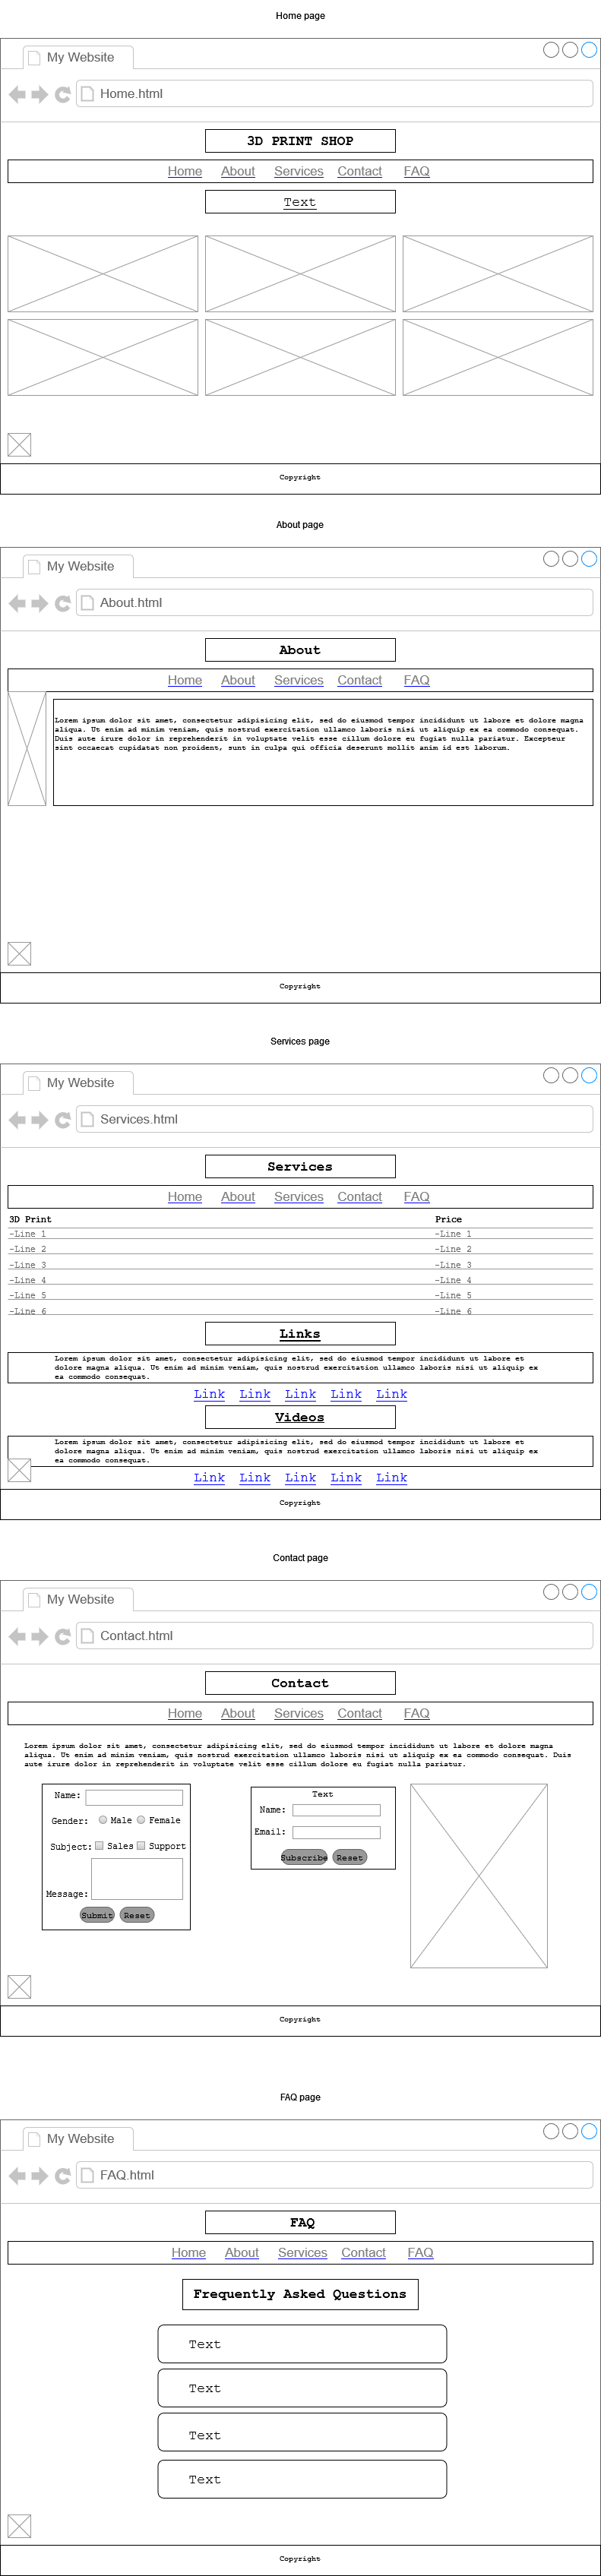 Home page
My Website
Home.html
3D PRINT SHOP
Home About Services Contact FAQ
Text
Copyright
About page
My Website
About.html
About
Home About Services Contact FAQ
Lorem ipsum dolor sit amet, consectetur adipisicing elit, sed do eiusmod tempor incididunt ut labore et dolore magna
aliqua. Ut enim ad minim veniam, quis nostrud exercitation ullamco laboris nisi ut aliquip ex ea commodo consequat.
Duis aute irure dolor in reprehenderit in voluptate velit esse cillum dolore eu fugiat nulla pariatur. Excepteur
sint occaecat cupidatat non proident, sunt in culpa qui officia deserunt mollit anim id est laborum.
Copyright
Services page
My Website
Services.html
Services
Home About Services Contact FAQ
3D Print Price
-Line 1 -Line 1
-Line 2 -Line 2
-Line 3 -Line 3
-Line 4 -Line 4
-Line 5 -Line 5
-Line 6 -Line 6
Links
Lorem ipsum dolor sit amet, consectetur adipisicing elit, sed do eiusmod tempor incididunt ut labore et
dolore magna aliqua. Ut enim ad minim veniam, quis nostrud exercitation ullamco laboris nisi ut aliquip ex
ea commodo consequat.
Link Link Link Link Link
Videos
Lorem ipsum dolor sit amet, consectetur adipisicing elit, sed do eiusmod tempor incididunt ut labore et
dolore magna aliqua. Ut enim ad minim veniam, quis nostrud exercitation ullamco laboris nisi ut aliquip ex
ea commodo consequat.
Link Link Link Link Link
Copyright
Contact page
My Website
Contact.html
Contact
Home About Services Contact FAQ
Lorem ipsum dolor sit amet, consectetur adipisicing elit, sed do eiusmod tempor incididunt ut labore et dolore magna
aliqua. Ut enim ad minim veniam, quis nostrud exercitation ullamco laboris nisi ut aliquip ex ea commodo consequat. Duis
aute irure dolor in reprehenderit in voluptate velit esse cillum dolore eu fugiat nulla pariatur.
Name:
Gender: Male Female
Subject: Sales Support
Message:
Submit Reset
Text
Name:
Email:
Subscribe Reset
Copyright
FAQ page
My Website
FAQ.html
FAQ
Home About Services Contact FAQ
Frequently Asked Questions
Text
Text
Text
Text
Copyright